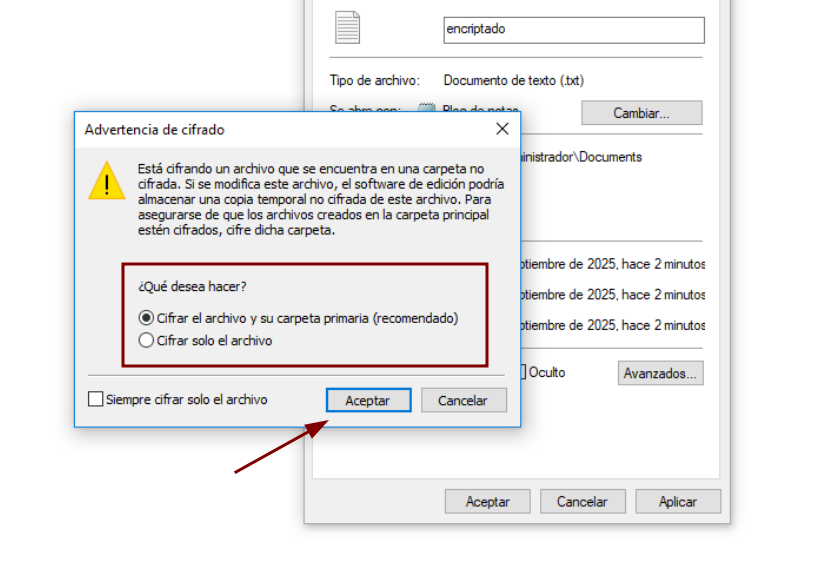 encriptado
Tipo de archivo: Documento de texto (.txt)
Se abre con: Bloc de notas
Cambiar...
Advertencia de cifrado
Está cifrando un archivo que se encuentra en una carpeta no
cifrada. Si se modifica este archivo, el software de edición podría
almacenar una copia temporal no cifrada de este archivo. Para
asegurarse de que los archivos creados en la carpeta principal
estén cifrados, cifre dicha carpeta.
¿Qué desea hacer?
Cifrar el archivo y su carpeta primaria (recomendado)
Cifrar solo el archivo
Siempre cifrar solo el archivo
Aceptar
Cancelar
inistrador\Documents
ptiembre de 2025, hace 2 minutos
ptiembre de 2025, hace 2 minutos
ptiembre de 2025, hace 2 minutos
Oculto
Avanzados...
Aceptar
Cancelar
Aplicar